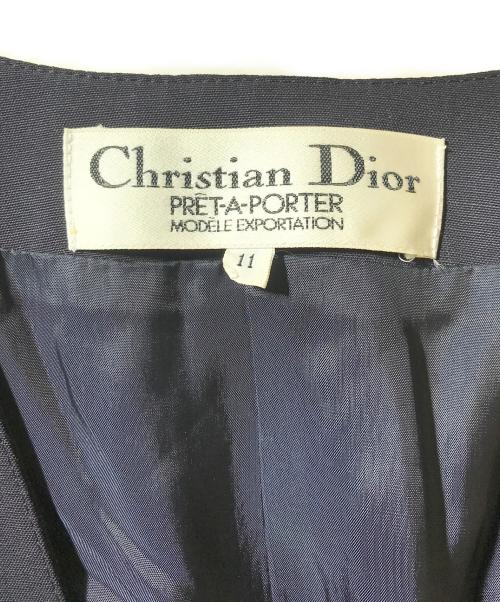 Christian Dior
PRÊT-A-PORTER
MODÈLE EXPORTATION
11